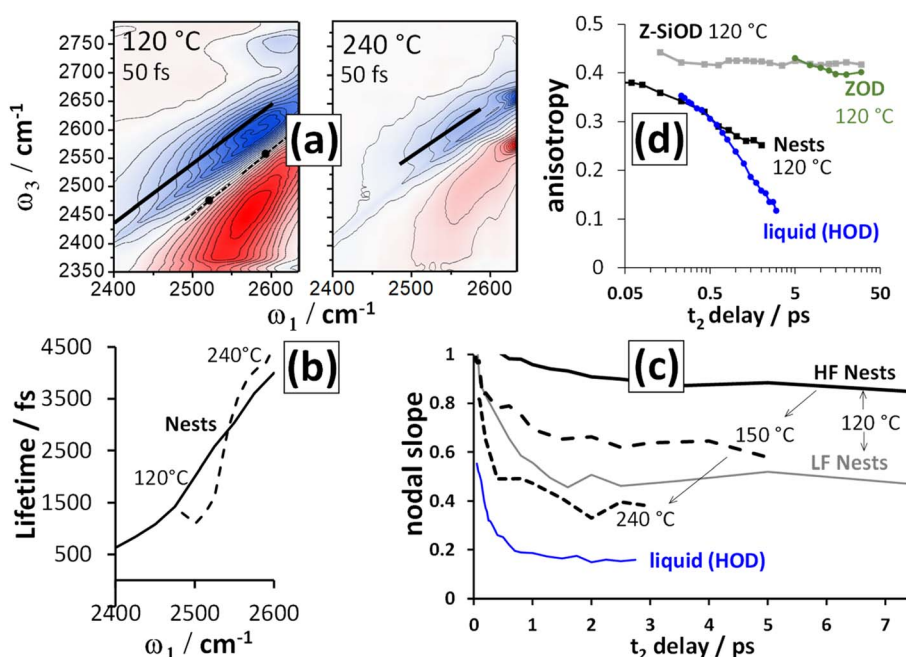 120 °C
50 fs
240 °C
50 fs
(a)
ω3 / cm-1
2750
2700
2650
2600
2550
2500
2450
2400
2350
2400
2500
2600
2400
2500
2600
ω1 / cm-1
(d)
Z-SiOD 120 °C
ZOD
120 °C
Nests
120 °C
liquid (HOD)
anisotropy
0.5
0.4
0.3
0.2
0.1
0
0.05
0.5
5
50
t2 delay / ps
(b)
240°C
Nests
120°C
Lifetime / fs
4500
3500
2500
1500
500
2400
2500
2600
ω1 / cm-1
(c)
HF Nests
150 °C
120 °C
LF Nests
240 °C
liquid (HOD)
nodal slope
1
0.8
0.6
0.4
0.2
0
0
1
2
3
4
5
6
7
t2 delay / ps